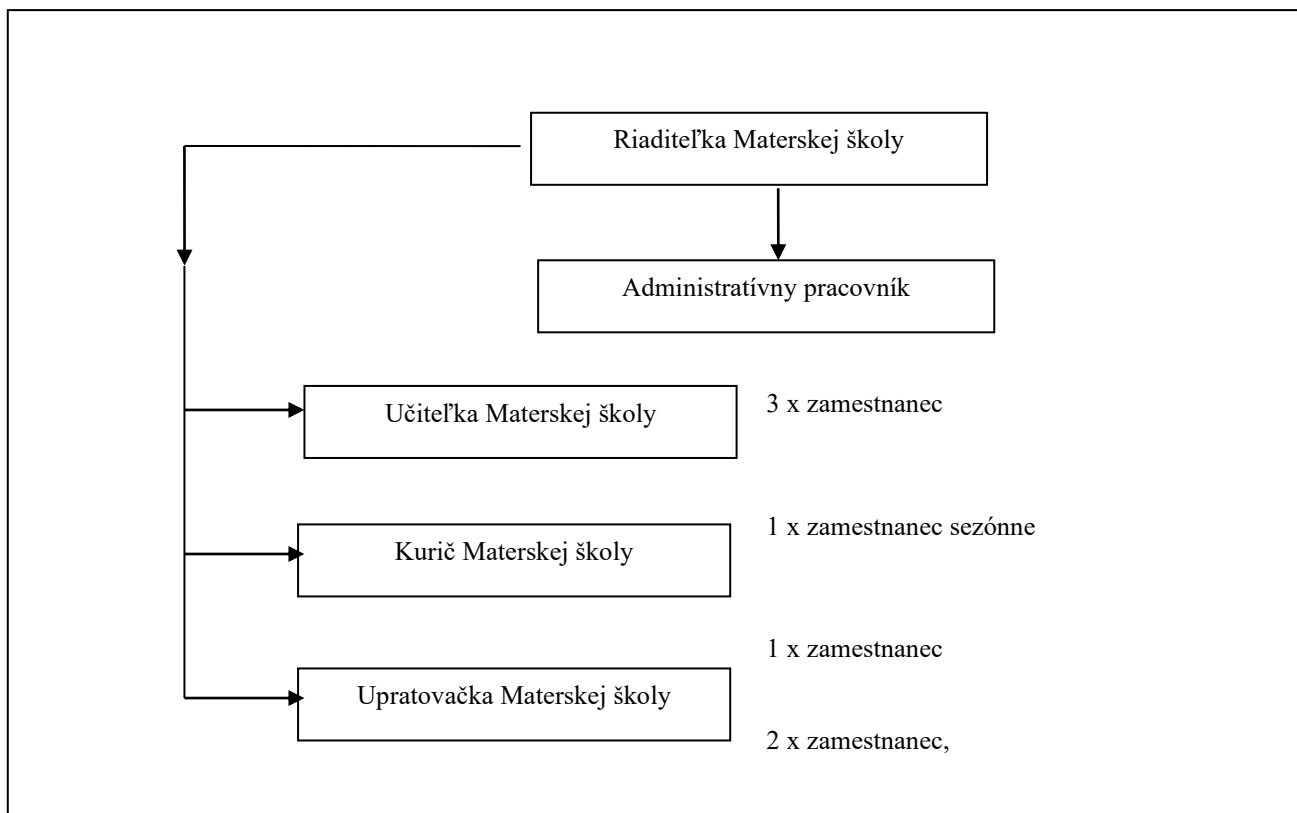 Riaditeľka Materskej školy
Administratívny pracovník
Učiteľka Materskej školy
3 x zamestnanec
Kurič Materskej školy
1 x zamestnanec sezónne
1 x zamestnanec
Upratovačka Materskej školy
2 x zamestnanec,